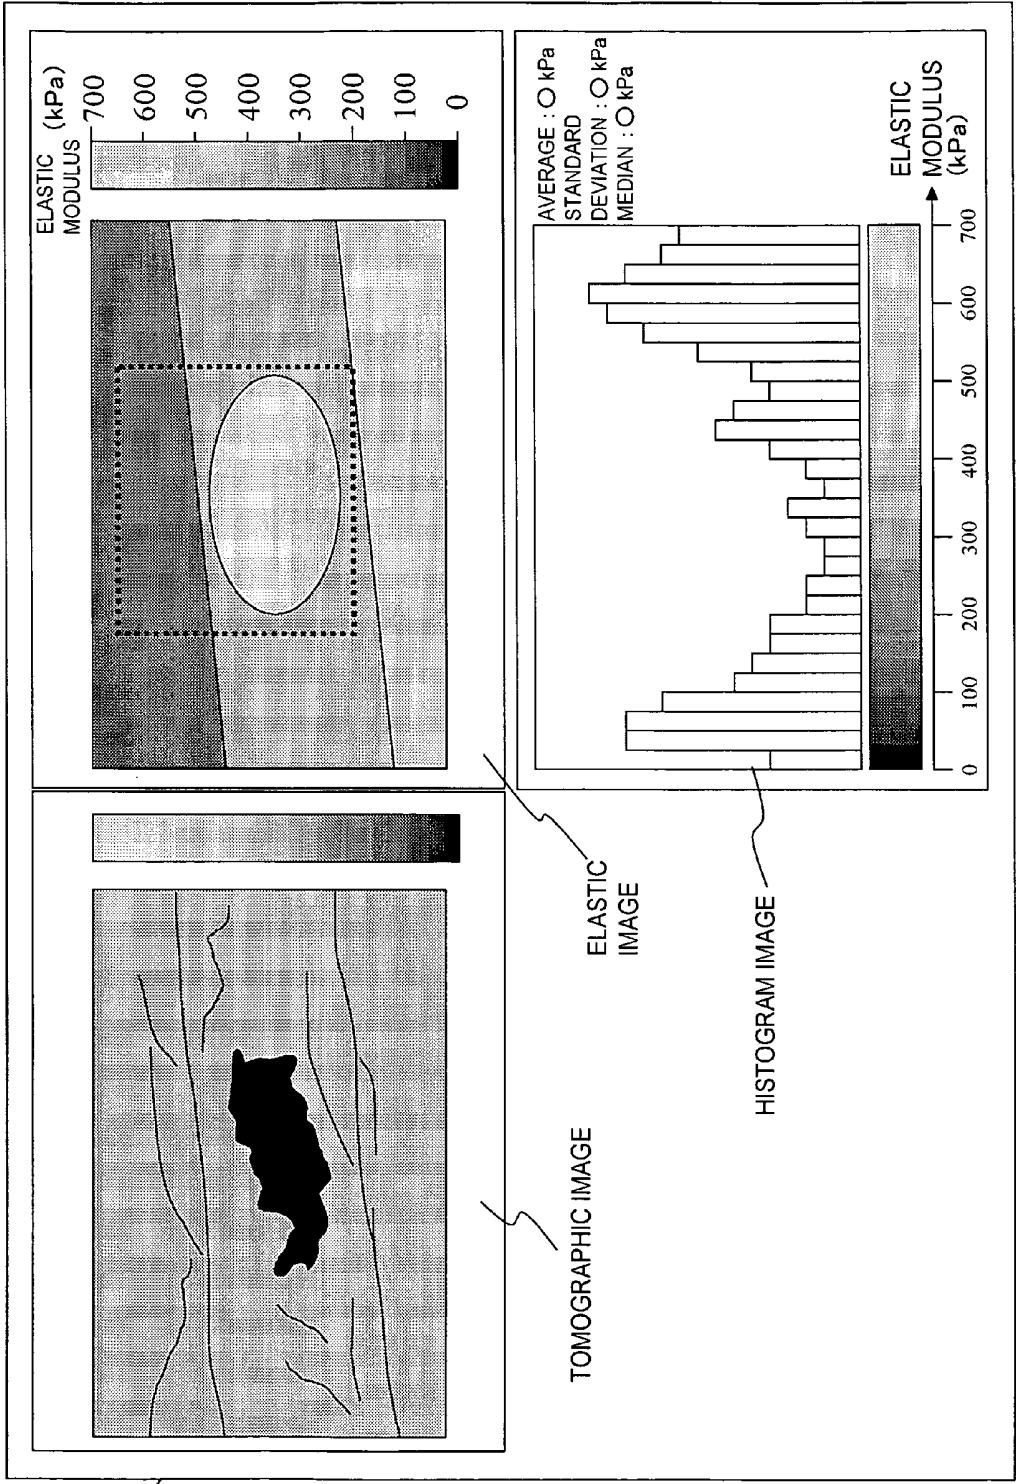 ELASTIC
MODULUS (kPa)
700
600
500
400
300
200
100
0
TOMOGRAPHIC IMAGE
ELASTIC
IMAGE
HISTOGRAM IMAGE
AVERAGE : ○ kPa
STANDARD
DEVIATION : ○ kPa
MEDIAN : ○ kPa
0
100
200
300
400
500
600
700
ELASTIC
MODULUS
(kPa)